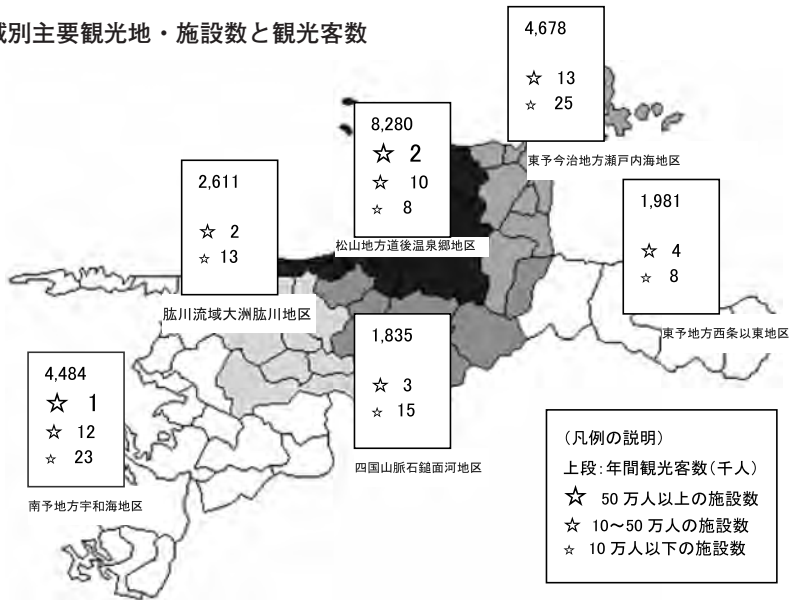 域別主要観光地・施設数と観光客数
4,678
☆ 13
☆ 25
東予今治地方瀬戸内海地区
8,280
☆ 2
☆ 10
☆ 8
松山地方道後温泉郷地区
2,611
☆ 2
☆ 13
肱川流域大洲肱川地区
1,981
☆ 4
☆ 8
東予地方西条以東地区
1,835
☆ 3
☆ 15
四国山脈石鎚面河地区
4,484
☆ 1
☆ 12
☆ 23
南予地方宇和海地区
(凡例の説明)
上段:年間観光客数(千人)
☆ 50 万人以上の施設数
☆ 10～50 万人の施設数
☆ 10 万人以下の施設数